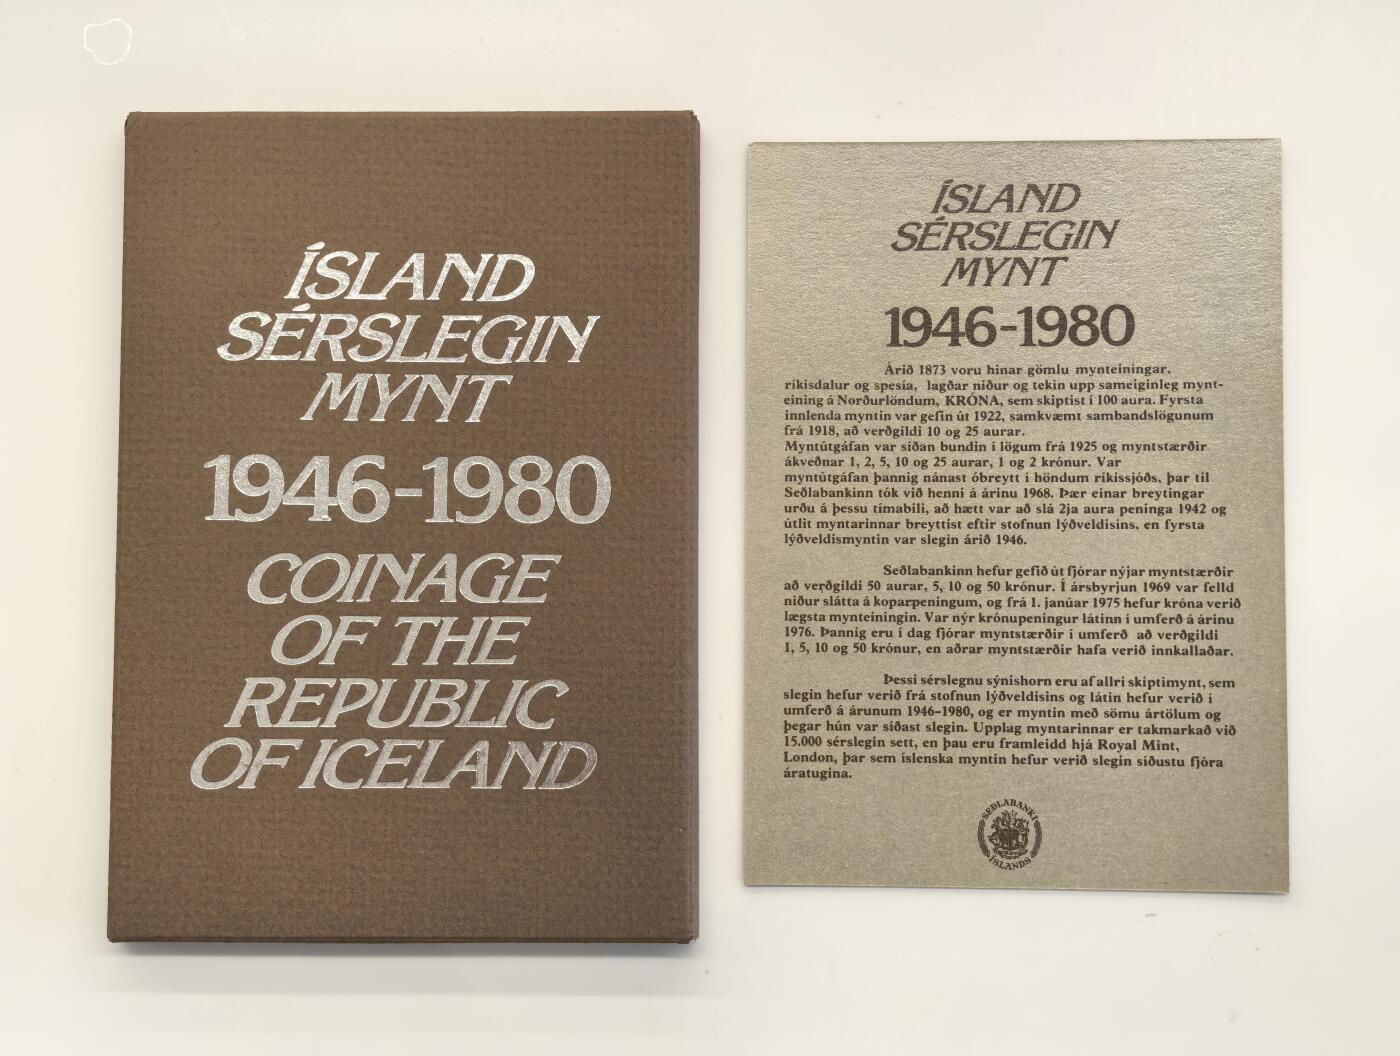 ÍSLAND
SÉRSLEGIN
MYNT
1946-1980
COINAGE
OF THE
REPUBLIC
OF ICELAND
ÍSLAND
SÉRSLEGIN
MYNT
1946-1980
Árið 1873 voru hinar gömlu mynteiningar,
ríkisdalur og spesía, lagðar niður og tekin upp sameiginleg mynt-
eining á Norðurlöndum, KRÓNA, sem skiptist í 100 aura. Fyrsta
innlenda myntin var gefin út 1922, samkvæmt sambandslögunum
frá 1918, að verðgildi 10 og 25 aurar.
Myntútgáfan var síðan bundin í lögum frá 1925 og myntstærðir
ákveðnar 1, 2, 5, 10 og 25 aurar, 1 og 2 krónur. Var
myntútgáfan þannig nánast óbreytt í höndum ríkissjóðs, þar til
Seðlabankinn tók við henni á árinu 1968. Þær einar breytingar
urðu á þessu tímabili, að hætt var að slá 2ja aura peninga 1942 og
útlit myntarinnar breyttist eftir stofnun lýðveldisins, en fyrsta
lýðveldismyntin var slegin árið 1946.
Seðlabankinn hefur gefið út fjórar nýjar myntstærðir
að verðgildi 50 aurar, 5, 10 og 50 krónur. Í ársbyrjun 1969 var felld
niður slátta á koparpeningum, og frá 1. janúar 1975 hefur króna verið
lægsta mynteiningin. Var nýr krónupeningur látinn í umferð á árinu
1976. Þannig eru í dag fjórar myntstærðir í umferð að verðgildi
1, 5, 10 og 50 krónur, en aðrar myntstærðir hafa verið innkallaðar.
Þessi sérslegnu sýnishorn eru af allri skiptimynt, sem
slegin hefur verið frá stofnun lýðveldisins og látin hefur verið í
umferð á árunum 1946-1980, og er myntin með sömu ártölum og
þegar hún var síðast slegin. Upplag myntarinnar er takmarkað við
15.000 sérslegin sett, en þau eru framleidd hjá Royal Mint,
London, þar sem íslenska myntin hefur verið slegin síðustu fjóra
áratugina.
SEÐLABANKI
ÍSLANDS